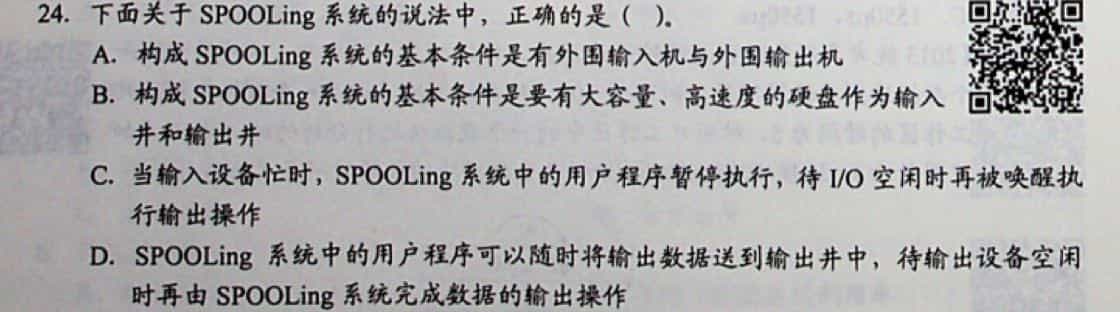 24. 下面关于 SPOOLing 系统的说法中，正确的是（ ）。
A. 构成 SPOOLing 系统的基本条件是有外围输入机与外围输出机
B. 构成 SPOOLing 系统的基本条件是要有大容量、高速度的硬盘作为输入
井和输出井
C. 当输入设备忙时，SPOOLing 系统中的用户程序暂停执行，待 I/O 空闲时再被唤醒执
行输出操作
D. SPOOLing 系统中的用户程序可以随时将输出数据送到输出井中，待输出设备空闲
时再由 SPOOLing 系统完成数据的输出操作